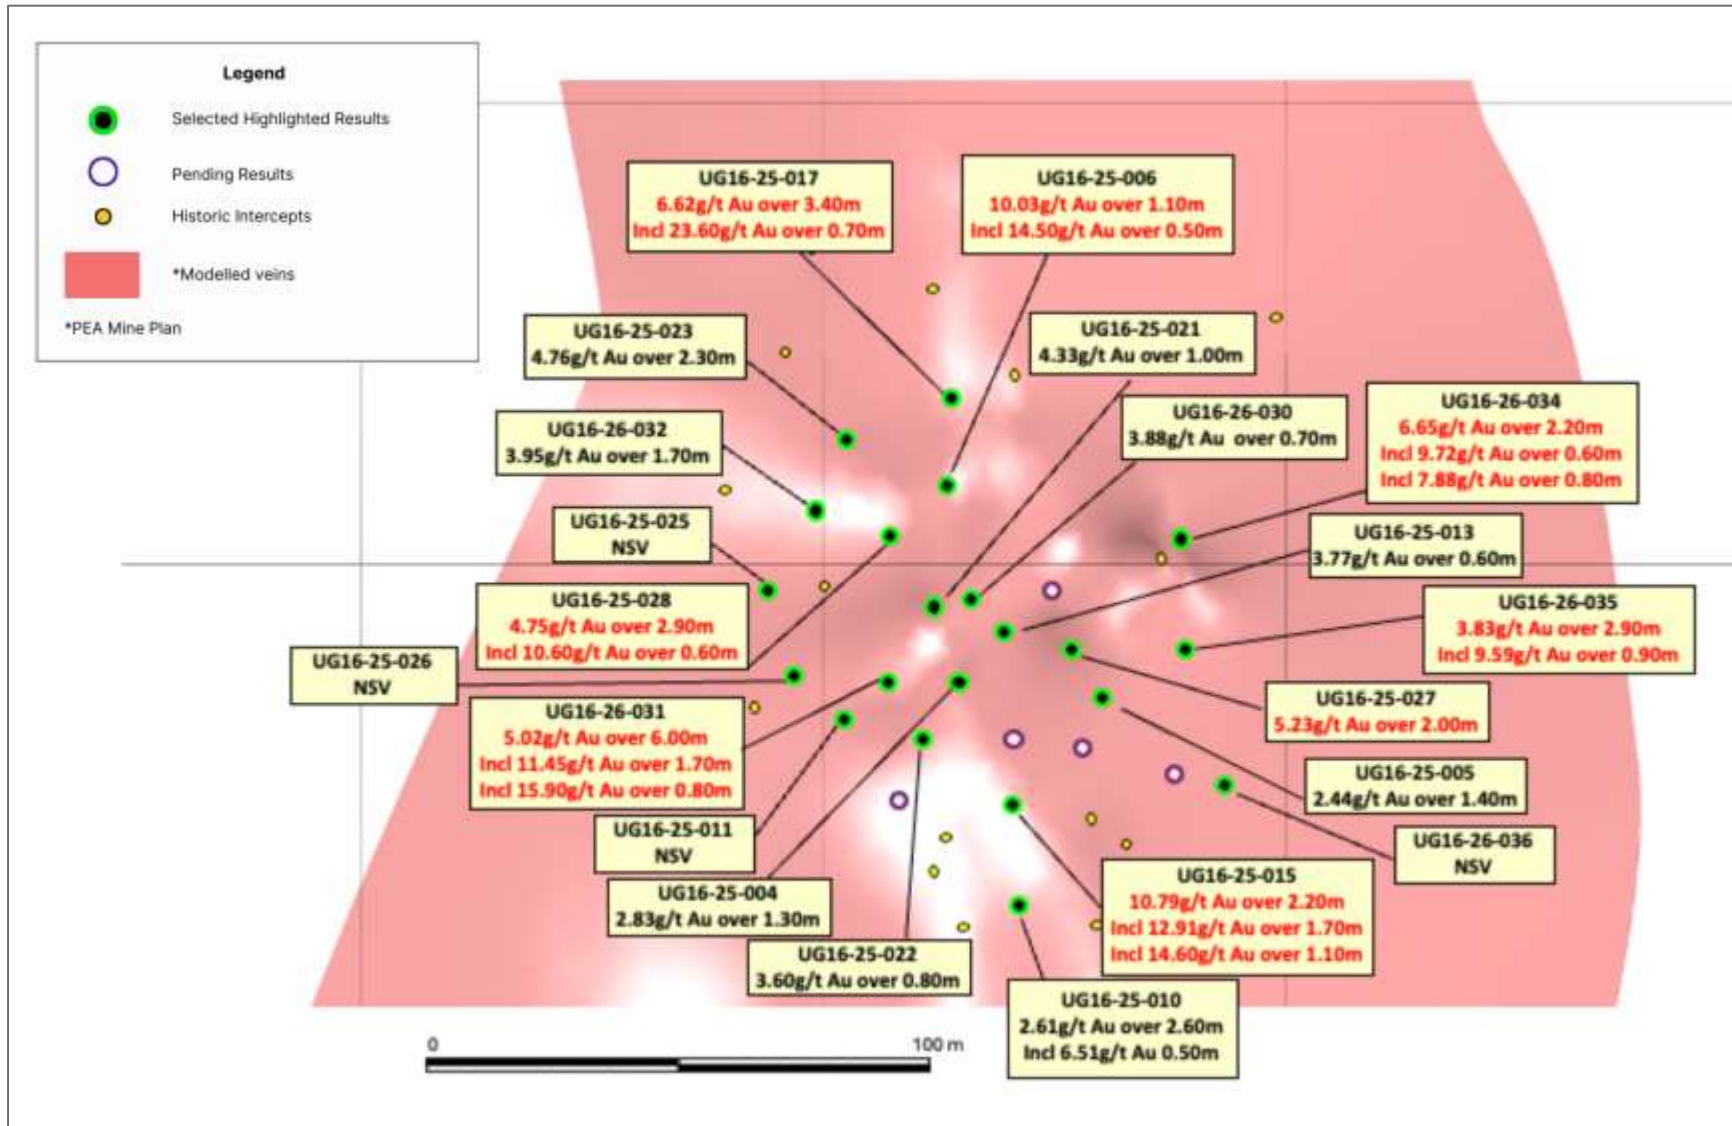 Legend
Selected Highlighted Results
Pending Results
Historic Intercepts
*Modelled veins
*PEA Mine Plan
UG16-25-017
6.62g/t Au over 3.40m
Incl 23.60g/t Au over 0.70m
UG16-25-006
10.03g/t Au over 1.10m
Incl 14.50g/t Au over 0.50m
UG16-25-023
4.76g/t Au over 2.30m
UG16-25-021
4.33g/t Au over 1.00m
UG16-26-032
3.95g/t Au over 1.70m
UG16-26-030
3.88g/t Au over 0.70m
UG16-26-034
6.65g/t Au over 2.20m
Incl 9.72g/t Au over 0.60m
Incl 7.88g/t Au over 0.80m
UG16-25-025
NSV
UG16-25-013
3.77g/t Au over 0.60m
UG16-25-028
4.75g/t Au over 2.90m
Incl 10.60g/t Au over 0.60m
UG16-26-035
3.83g/t Au over 2.90m
Incl 9.59g/t Au over 0.90m
UG16-25-026
NSV
UG16-26-031
5.02g/t Au over 6.00m
Incl 11.45g/t Au over 1.70m
Incl 15.90g/t Au over 0.80m
UG16-25-027
5.23g/t Au over 2.00m
UG16-25-005
2.44g/t Au over 1.40m
UG16-25-011
NSV
UG16-26-036
NSV
UG16-25-004
2.83g/t Au over 1.30m
UG16-25-015
10.79g/t Au over 2.20m
Incl 12.91g/t Au over 1.70m
Incl 14.60g/t Au over 1.10m
UG16-25-022
3.60g/t Au over 0.80m
UG16-25-010
2.61g/t Au over 2.60m
Incl 6.51g/t Au 0.50m
0 100 m